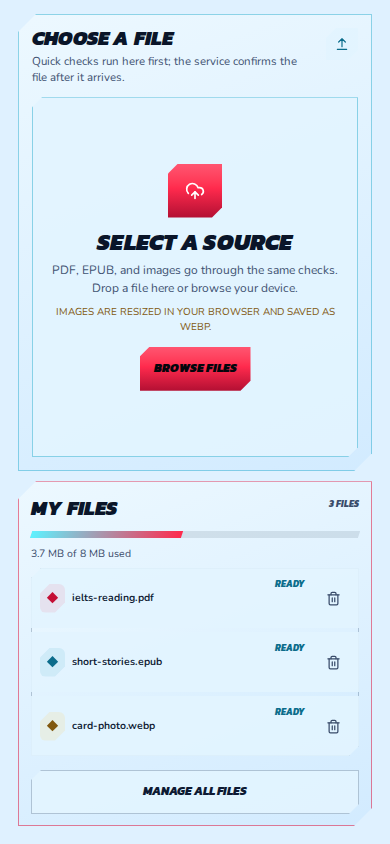 CHOOSE A FILE
Quick checks run here first; the service confirms the
file after it arrives.
SELECT A SOURCE
PDF, EPUB, and images go through the same checks.
Drop a file here or browse your device.
IMAGES ARE RESIZED IN YOUR BROWSER AND SAVED AS
WEBP.
BROWSE FILES
MY FILES
3 FILES
3.7 MB of 8 MB used
READY
ielts-reading.pdf
READY
short-stories.epub
READY
card-photo.webp
MANAGE ALL FILES